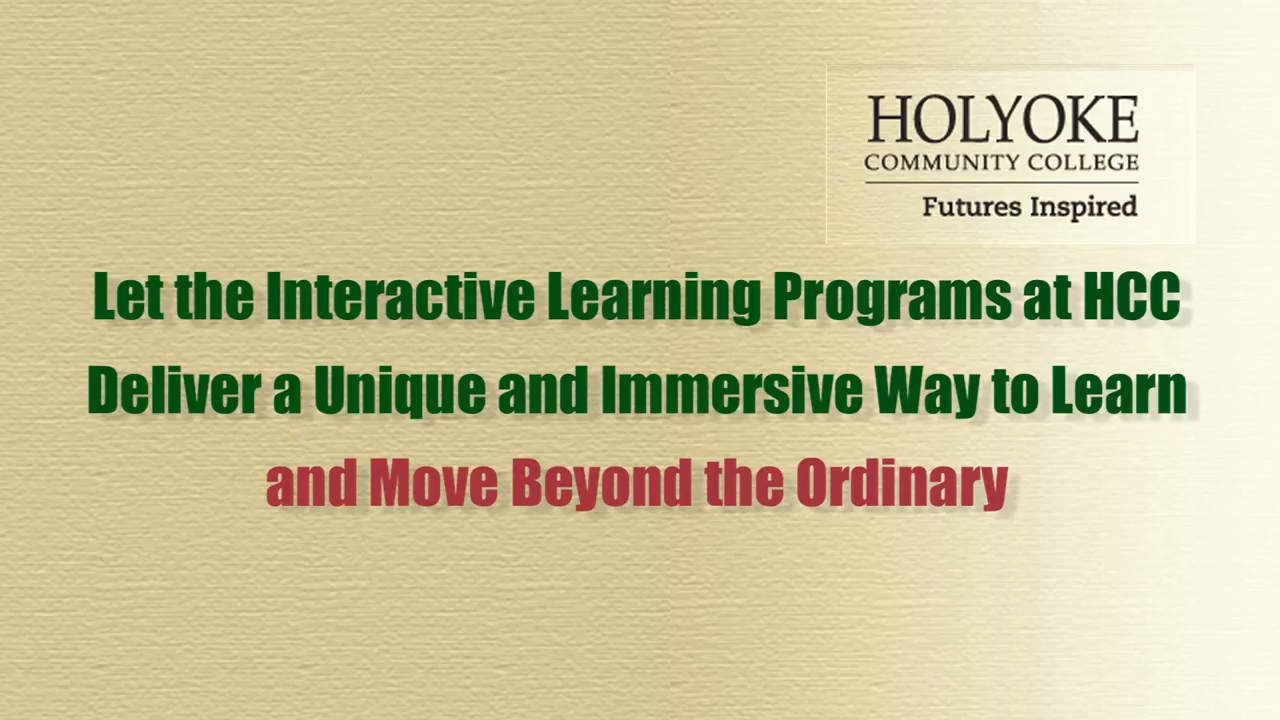 HOLYOKE
COMMUNITY COLLEGE
Futures Inspired
Let the Interactive Learning Programs at HCC
Deliver a Unique and Immersive Way to Learn
and Move Beyond the Ordinary